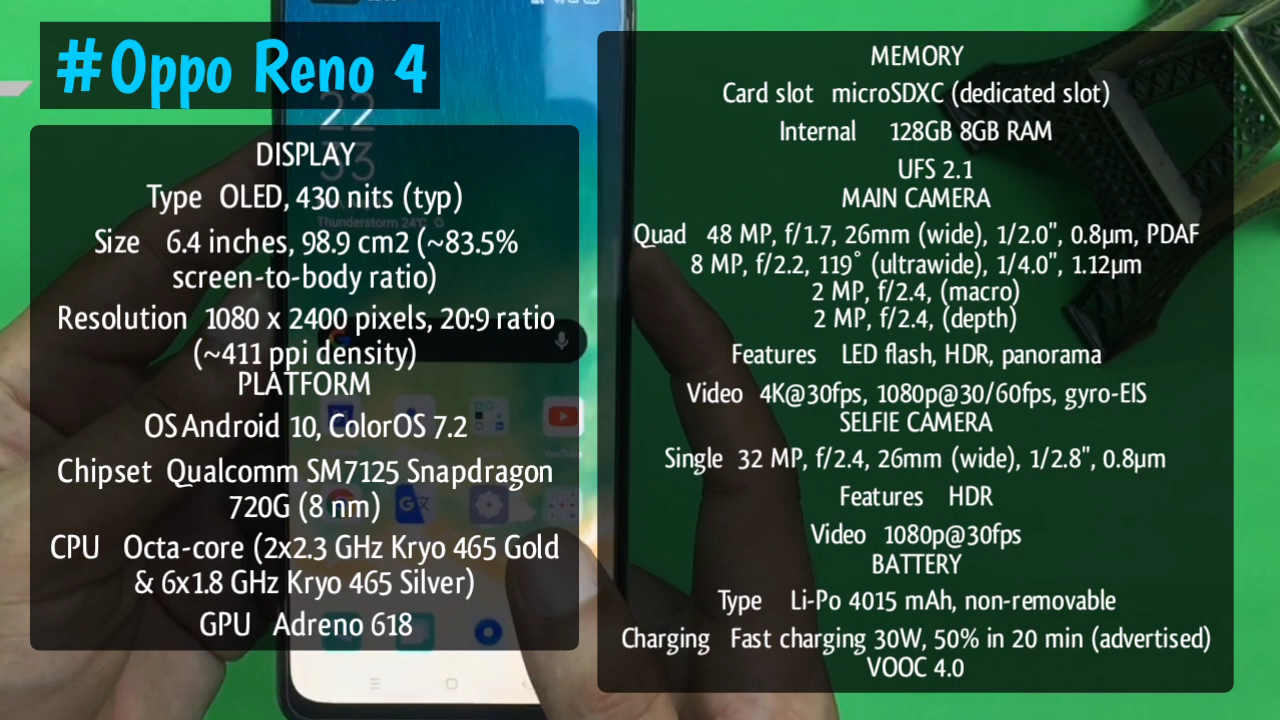 #Oppo Reno 4
DISPLAY
Type OLED, 430 nits (typ)
Size 6.4 inches, 98.9 cm2 (~83.5%
screen-to-body ratio)
Resolution 1080 x 2400 pixels, 20:9 ratio
(~411 ppi density)
PLATFORM
OS Android 10, ColorOS 7.2
Chipset Qualcomm SM7125 Snapdragon
720G (8 nm)
CPU Octa-core (2x2.3 GHz Kryo 465 Gold
& 6x1.8 GHz Kryo 465 Silver)
GPU Adreno 618
MEMORY
Card slot microSDXC (dedicated slot)
Internal 128GB 8GB RAM
UFS 2.1
MAIN CAMERA
Quad 48 MP, f/1.7, 26mm (wide), 1/2.0", 0.8µm, PDAF
8 MP, f/2.2, 119˚ (ultrawide), 1/4.0", 1.12µm
2 MP, f/2.4, (macro)
2 MP, f/2.4, (depth)
Features LED flash, HDR, panorama
Video 4K@30fps, 1080p@30/60fps, gyro-EIS
SELFIE CAMERA
Single 32 MP, f/2.4, 26mm (wide), 1/2.8", 0.8µm
Features HDR
Video 1080p@30fps
BATTERY
Type Li-Po 4015 mAh, non-removable
Charging Fast charging 30W, 50% in 20 min (advertised)
VOOC 4.0
22
33
Thunderstorm 24°C
YouTube